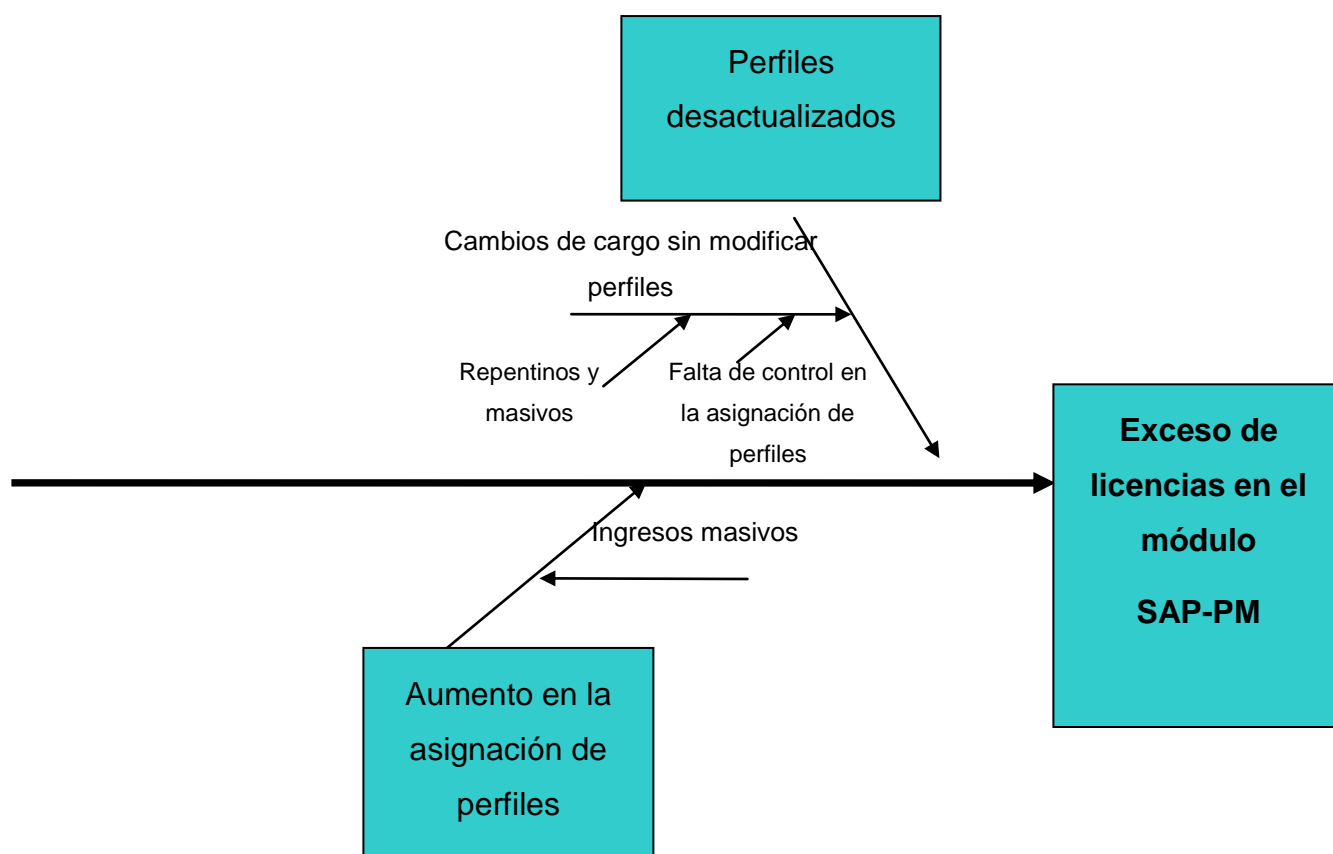 Perfiles
desactualizados
Cambios de cargo sin modificar
perfiles
Repentinos y
masivos
Falta de control en
la asignación de
perfiles
Exceso de
licencias en el
módulo
SAP-PM
Ingresos masivos
Aumento en la
asignación de
perfiles